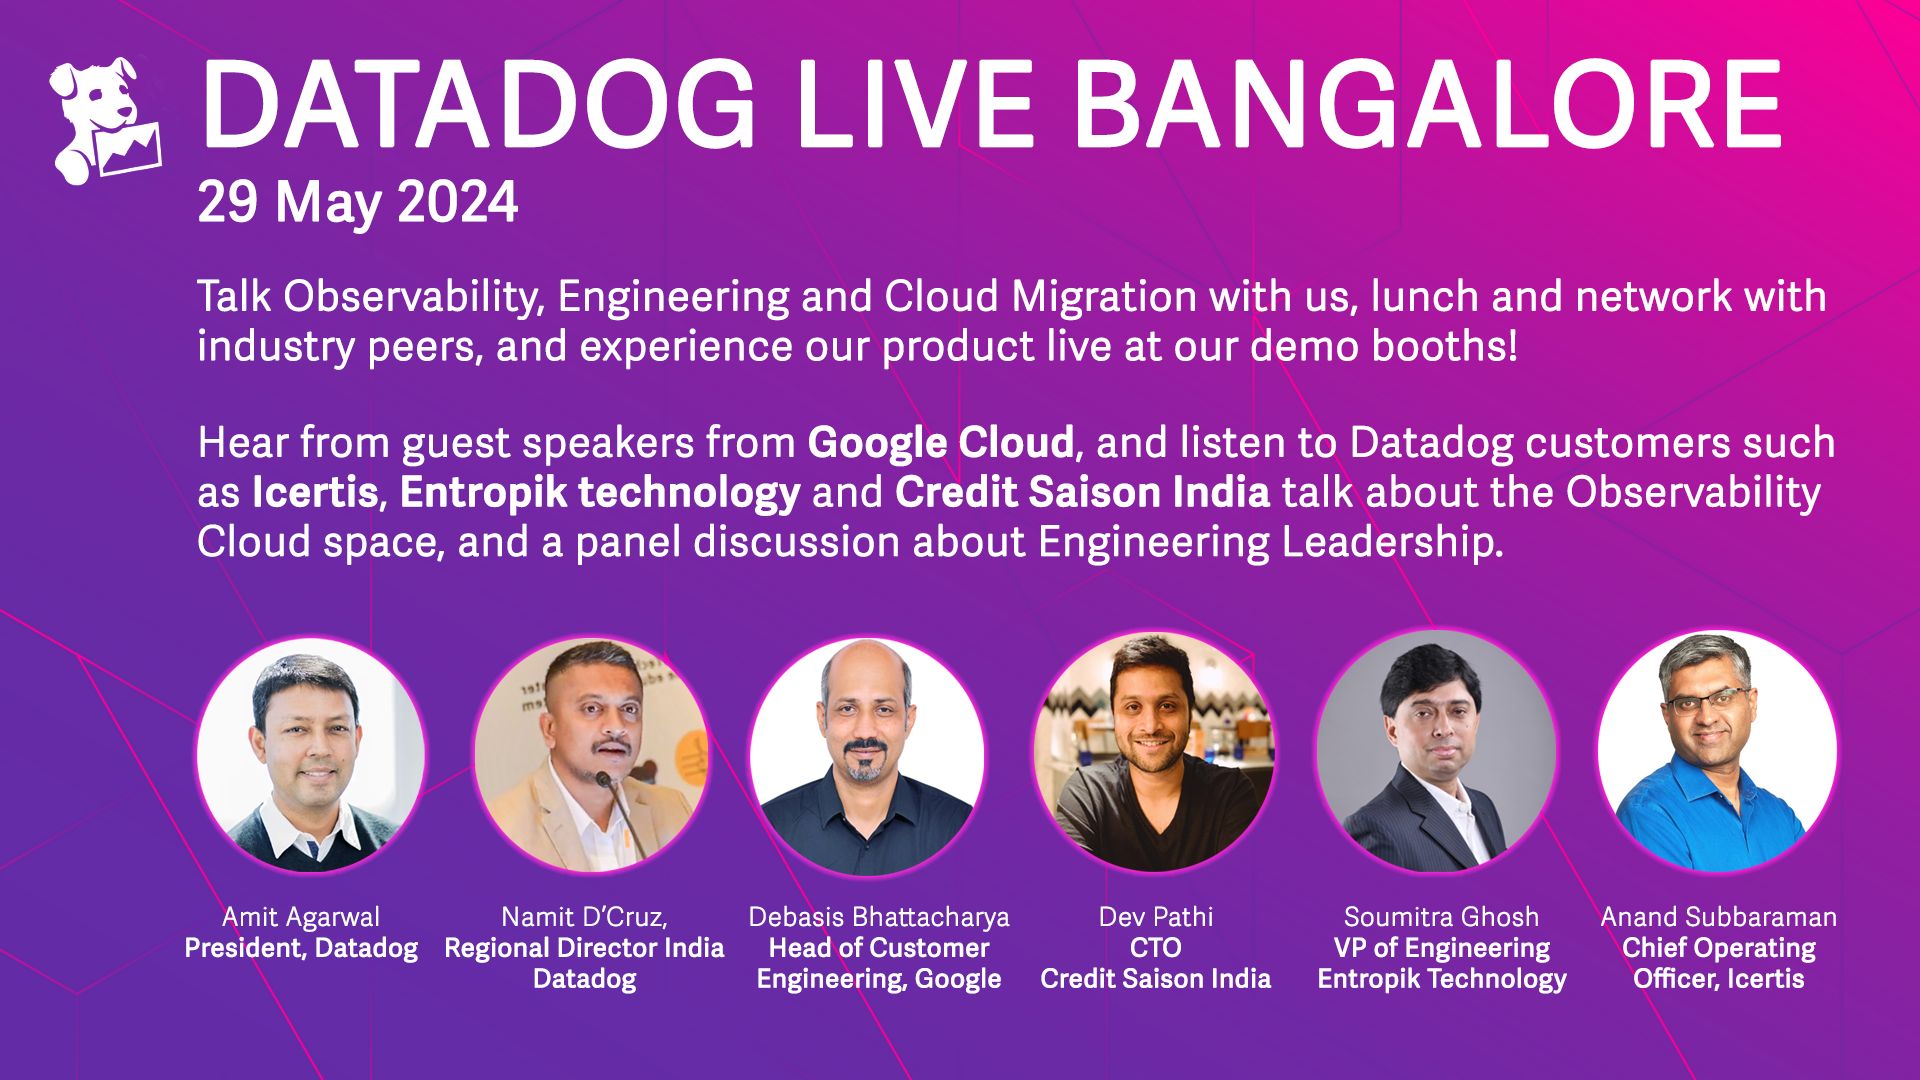 DATADOG LIVE BANGALORE
29 May 2024
Talk Observability, Engineering and Cloud Migration with us, lunch and network with
industry peers, and experience our product live at our demo booths!
Hear from guest speakers from Google Cloud, and listen to Datadog customers such
as Icertis, Entropik technology and Credit Saison India talk about the Observability
Cloud space, and a panel discussion about Engineering Leadership.
Amit Agarwal
President, Datadog
Namit D’Cruz,
Regional Director India
Datadog
Debasis Bhattacharya
Head of Customer
Engineering, Google
Dev Pathi
CTO
Credit Saison India
Soumitra Ghosh
VP of Engineering
Entropik Technology
Anand Subbaraman
Chief Operating
Officer, Icertis